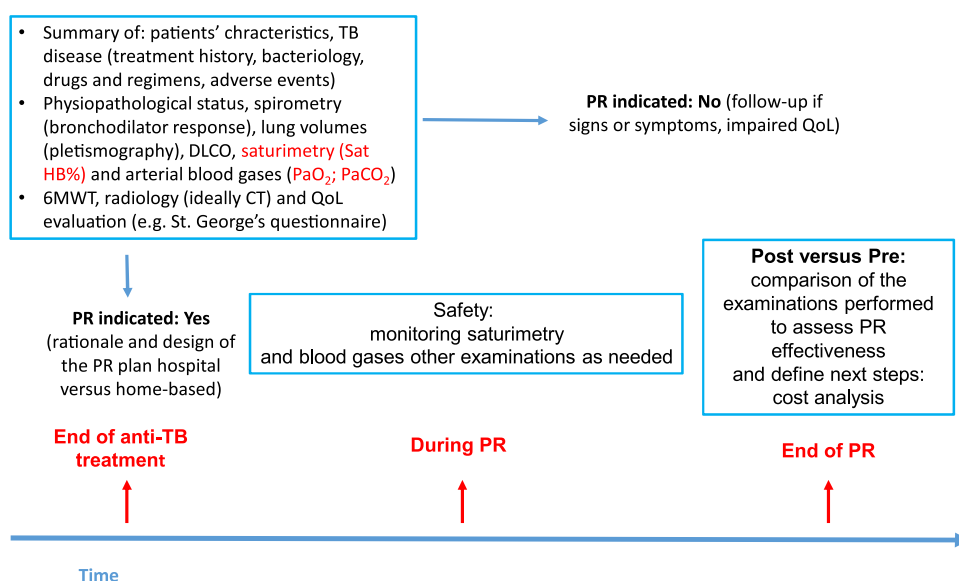 • Summary of: patients’ chracteristics, TB
disease (treatment history, bacteriology,
drugs and regimens, adverse events)
• Physiopathological status, spirometry
(bronchodilator response), lung volumes
(pletismography), DLCO, saturimetry (Sat
HB%) and arterial blood gases (PaO₂; PaCO₂)
• 6MWT, radiology (ideally CT) and QoL
evaluation (e.g. St. George’s questionnaire)
PR indicated: No (follow-up if
signs or symptoms, impaired QoL)
PR indicated: Yes
(rationale and design of
the PR plan hospital
versus home-based)
Safety:
monitoring saturimetry
and blood gases other examinations as needed
Post versus Pre:
comparison of the
examinations performed
to assess PR
effectiveness
and define next steps:
cost analysis
End of anti-TB
treatment
During PR
End of PR
Time